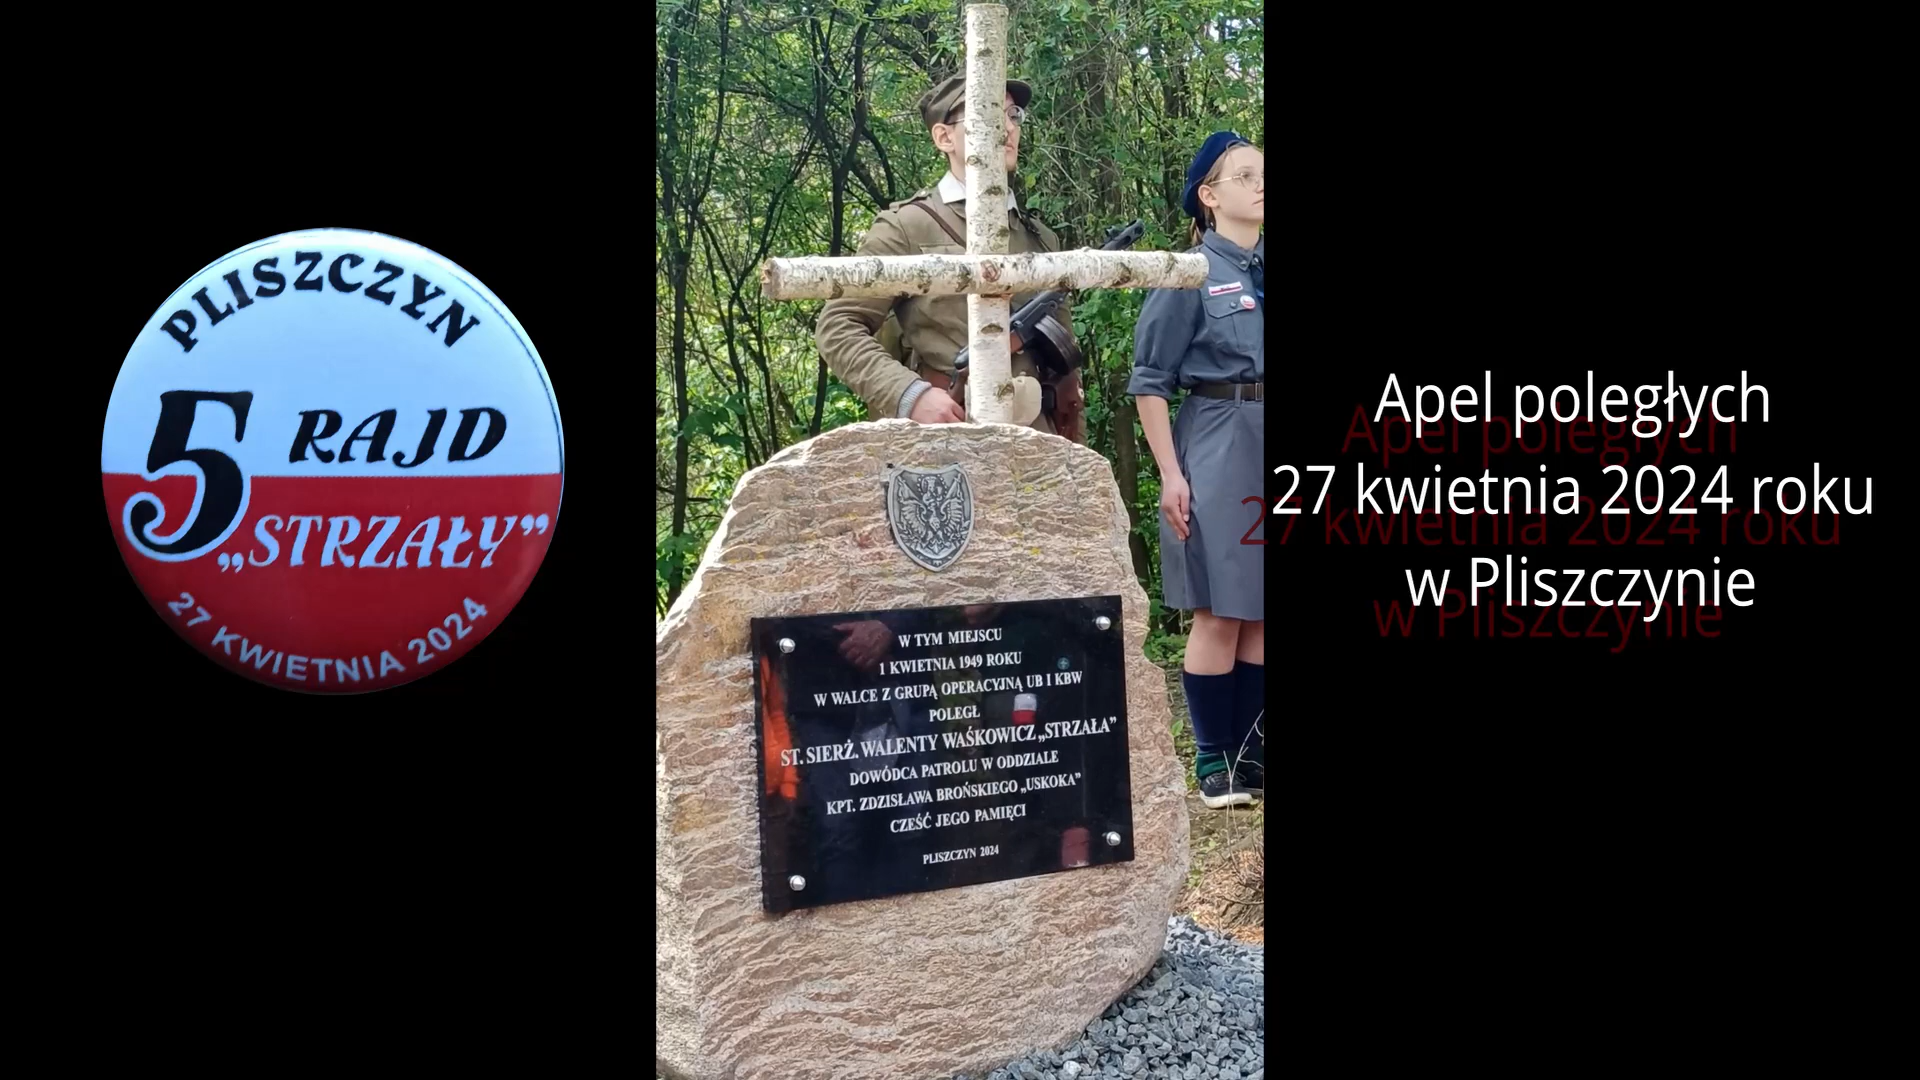 PLISZCZYN
5 RAJD
„STRZAŁY”
27 KWIETNIA 2024
W TYM MIEJSCU
1 KWIETNIA 1949 ROKU
W WALCE Z GRUPĄ OPERACYJNĄ UB I KBW
POLEGŁ
ST. SIERŻ. WALENTY WAŚKOWICZ „STRZAŁA”
DOWÓDCA PATROLU W ODDZIALE
KPT. ZDZISŁAWA BROŃSKIEGO „USKOKA”
CZEŚĆ JEGO PAMIĘCI
PLISZCZYN 2024
Apel poległych
27 kwietnia 2024 roku
w Pliszczynie